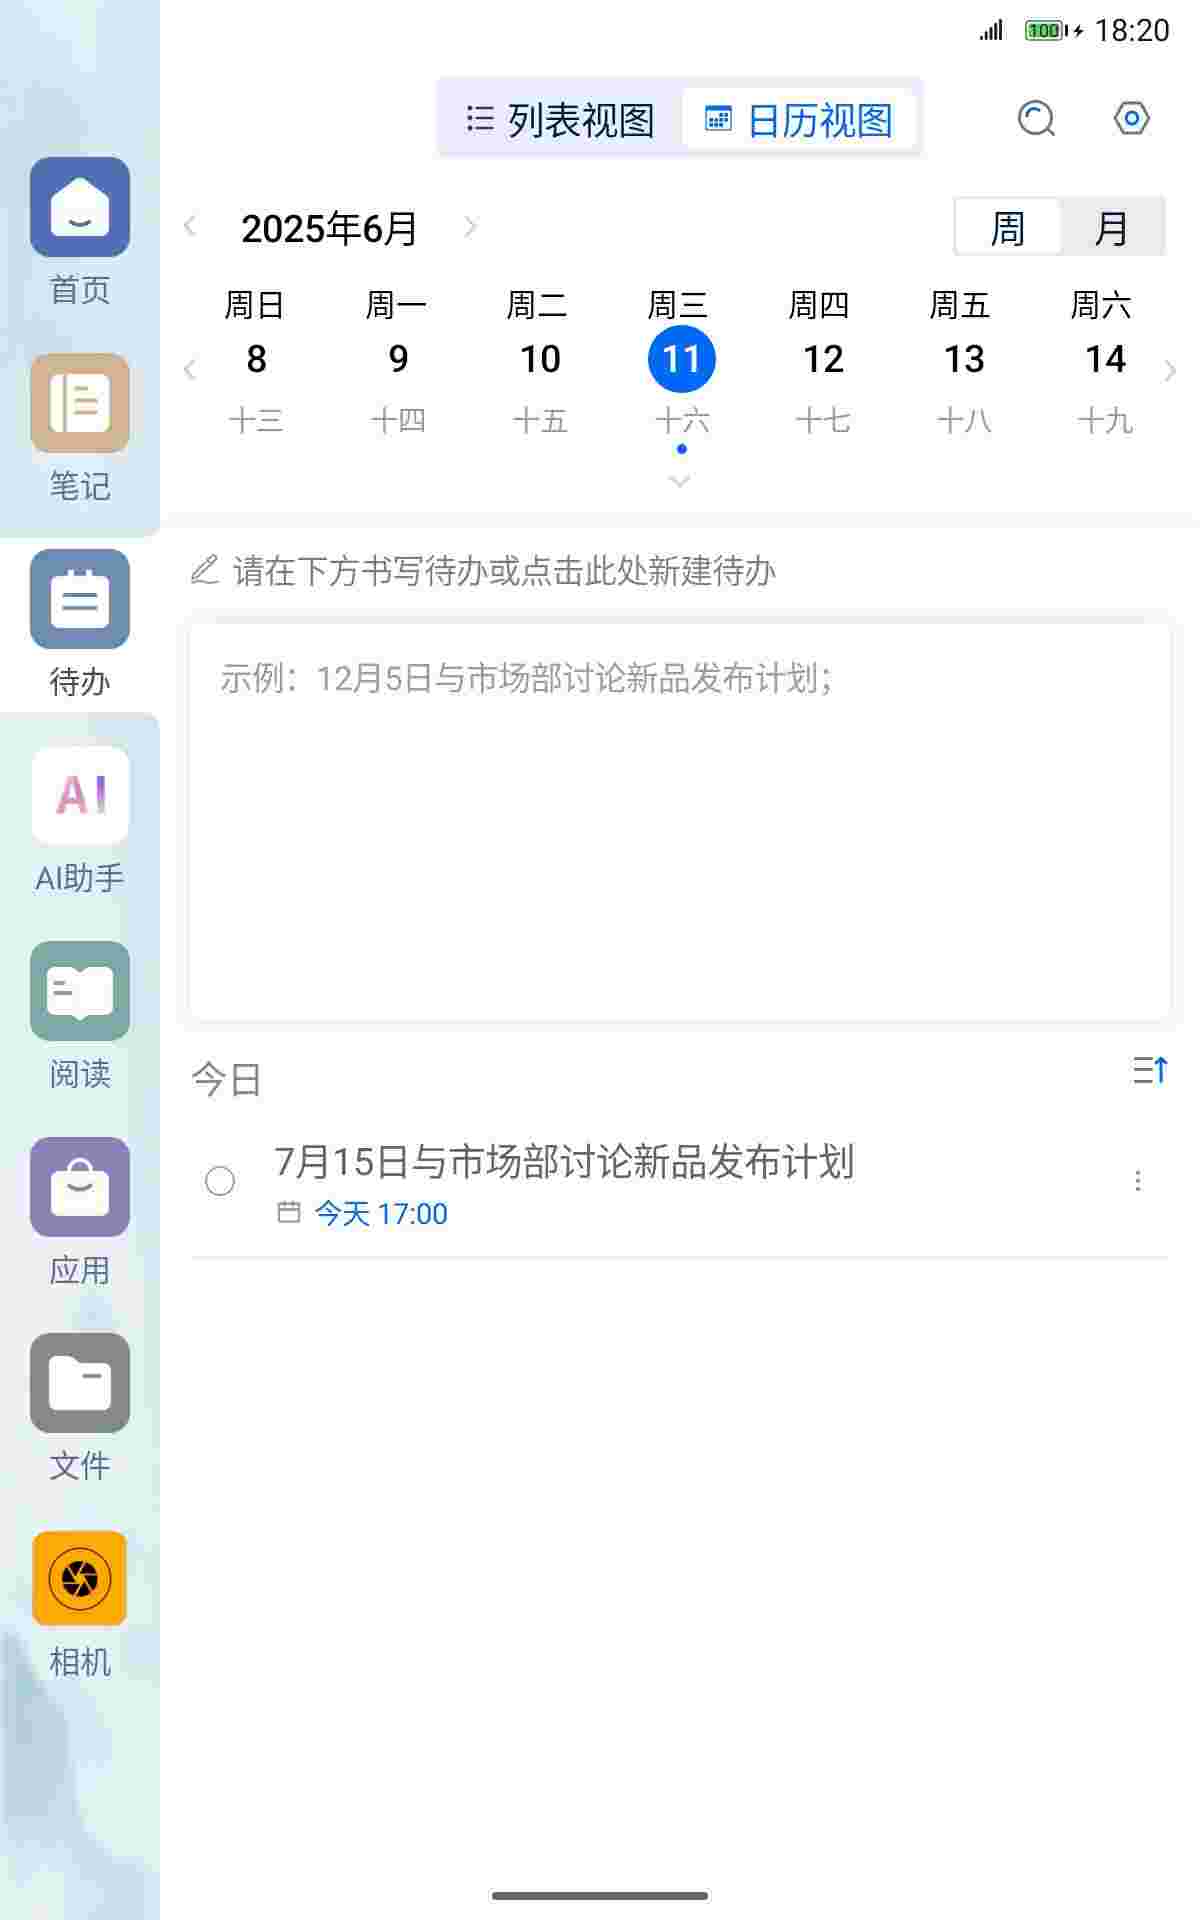 100 18:20
列表视图 日历视图
2025年6月 周 月
周日 周一 周二 周三 周四 周五 周六
8 9 10 11 12 13 14
十三 十四 十五 十六 十七 十八 十九
请在下方书写待办或点击此处新建待办
示例：12月5日与市场部讨论新品发布计划；
今日
7月15日与市场部讨论新品发布计划
今天 17:00
首页
笔记
待办
AI
AI助手
阅读
应用
文件
相机